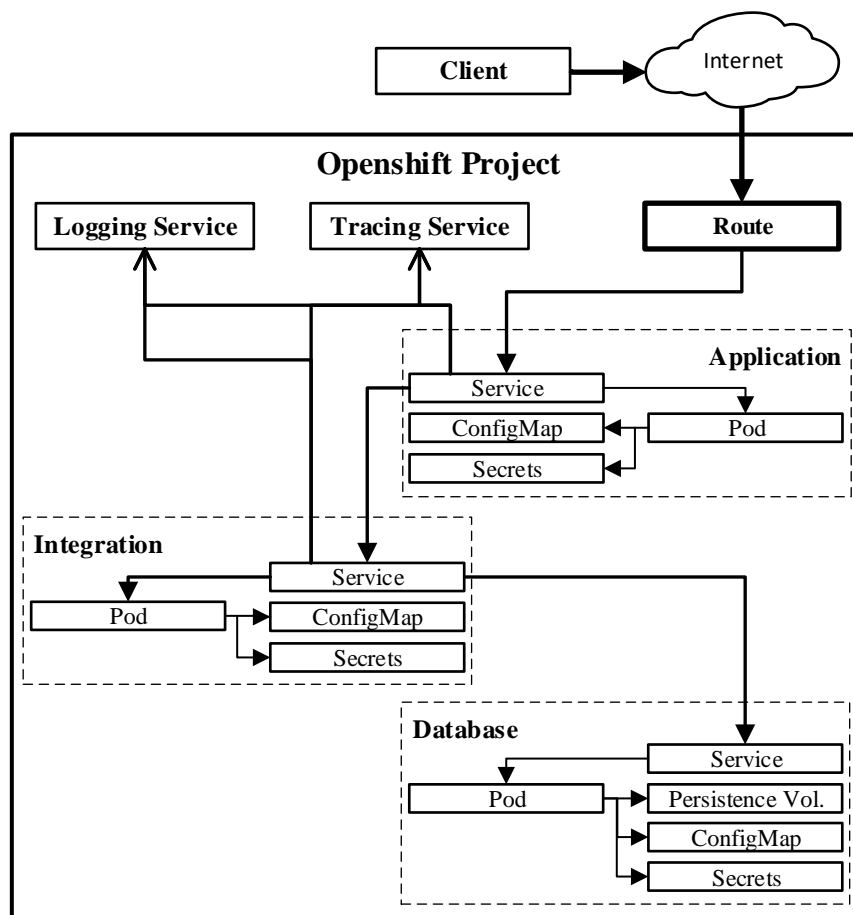 Client
Internet
Openshift Project
Logging Service
Tracing Service
Route
Application
Service
ConfigMap
Pod
Secrets
Integration
Service
Pod
ConfigMap
Secrets
Database
Service
Pod
Persistence Vol.
ConfigMap
Secrets